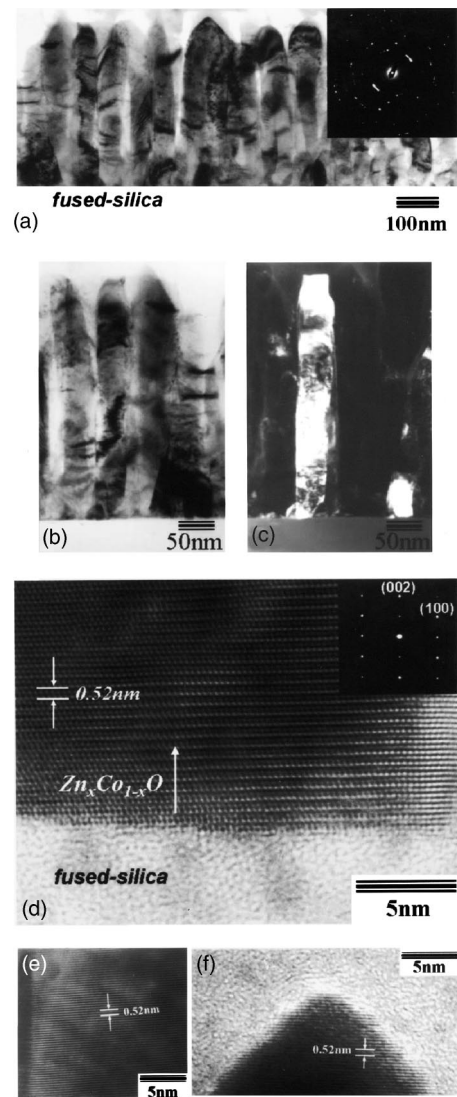 fused-silica
(a)
100nm
(b)
50nm
(c)
50nm
(002)
(100)
0.52nm
ZnxCo1-xO
fused-silica
(d)
5nm
(e)
0.52nm
5nm
(f)
5nm
0.52nm